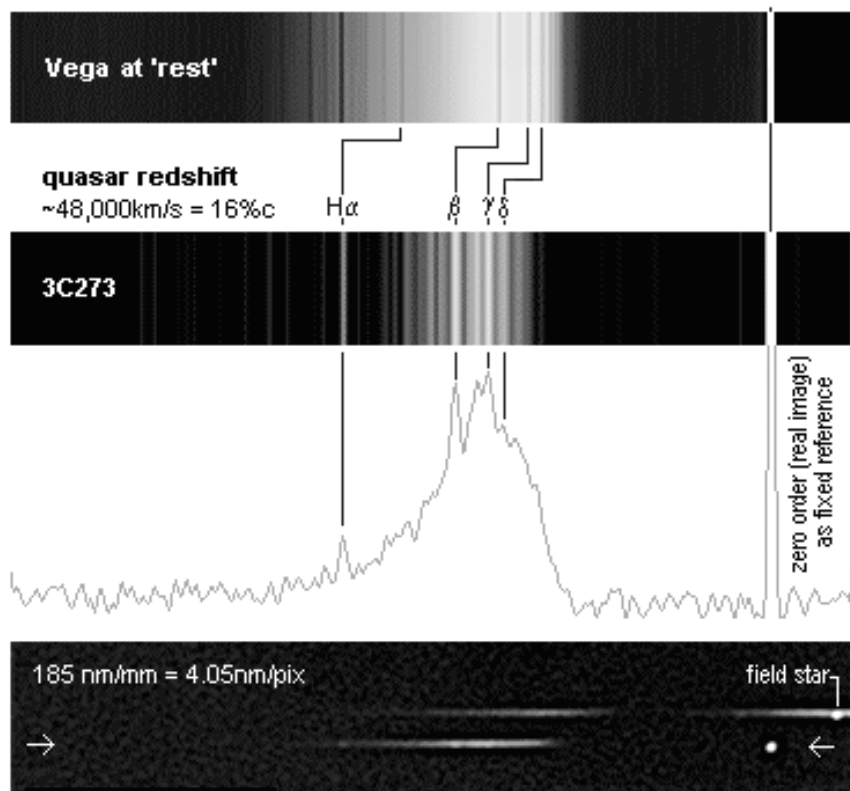 Vega at 'rest'
quasar redshift
~48,000km/s = 16%c
Hα β γ δ
3C273
zero order (real image)
as fixed reference
185 nm/mm = 4.05nm/pix
field star